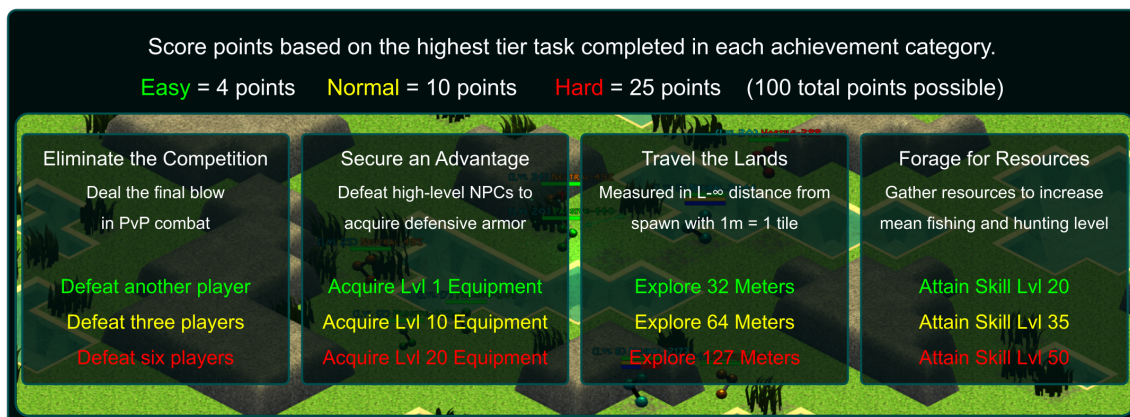 Score points based on the highest tier task completed in each achievement category.
Easy = 4 points Normal = 10 points Hard = 25 points (100 total points possible)
Eliminate the Competition
Deal the final blow
in PvP combat
Defeat another player
Defeat three players
Defeat six players
Secure an Advantage
Defeat high-level NPCs to
acquire defensive armor
Acquire Lvl 1 Equipment
Acquire Lvl 10 Equipment
Acquire Lvl 20 Equipment
Travel the Lands
Measured in L-∞ distance from
spawn with 1m = 1 tile
Explore 32 Meters
Explore 64 Meters
Explore 127 Meters
Forage for Resources
Gather resources to increase
mean fishing and hunting level
Attain Skill Lvl 20
Attain Skill Lvl 35
Attain Skill Lvl 50